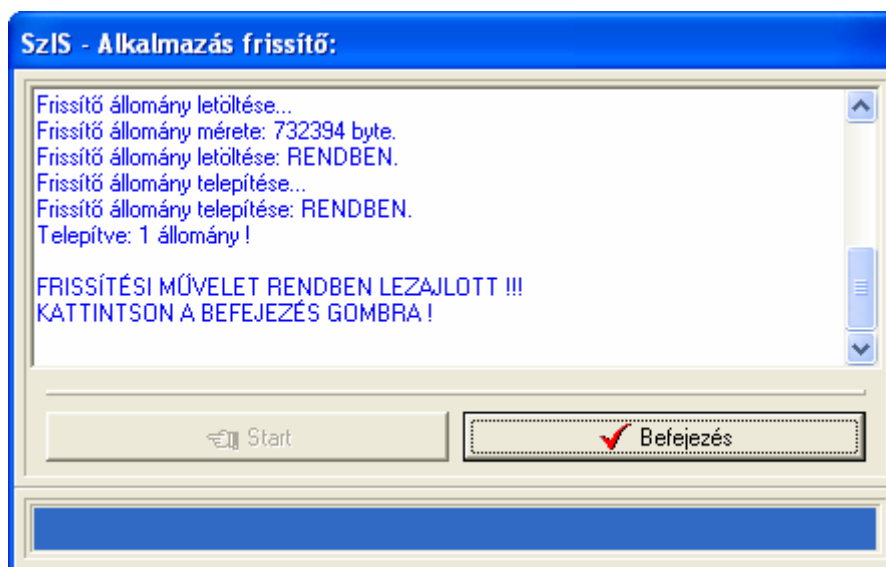 SzIS - Alkalmazás frissítő:
Frissítő állomány letöltése...
Frissítő állomány mérete: 732394 byte.
Frissítő állomány letöltése: RENDBEN.
Frissítő állomány telepítése...
Frissítő állomány telepítése: RENDBEN.
Telepítve: 1 állomány !
FRISSÍTÉSI MŰVELET RENDBEN LEZAJLOTT !!!
KATTINTSON A BEFEJEZÉS GOMBRA !
Start
Befejezés